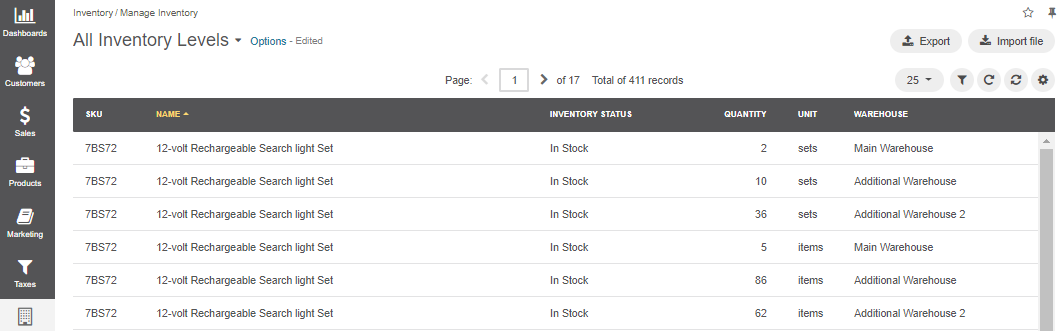 Dashboards
Customers
Sales
Products
Marketing
Taxes
Inventory / Manage Inventory
All Inventory Levels Options - Edited
Export Import file
Page: 1 of 17 Total of 411 records 25
SKU NAME INVENTORY STATUS QUANTITY UNIT WAREHOUSE
7BS72 12-volt Rechargeable Search light Set In Stock 2 sets Main Warehouse
7BS72 12-volt Rechargeable Search light Set In Stock 10 sets Additional Warehouse
7BS72 12-volt Rechargeable Search light Set In Stock 36 sets Additional Warehouse 2
7BS72 12-volt Rechargeable Search light Set In Stock 5 items Main Warehouse
7BS72 12-volt Rechargeable Search light Set In Stock 86 items Additional Warehouse
7BS72 12-volt Rechargeable Search light Set In Stock 62 items Additional Warehouse 2